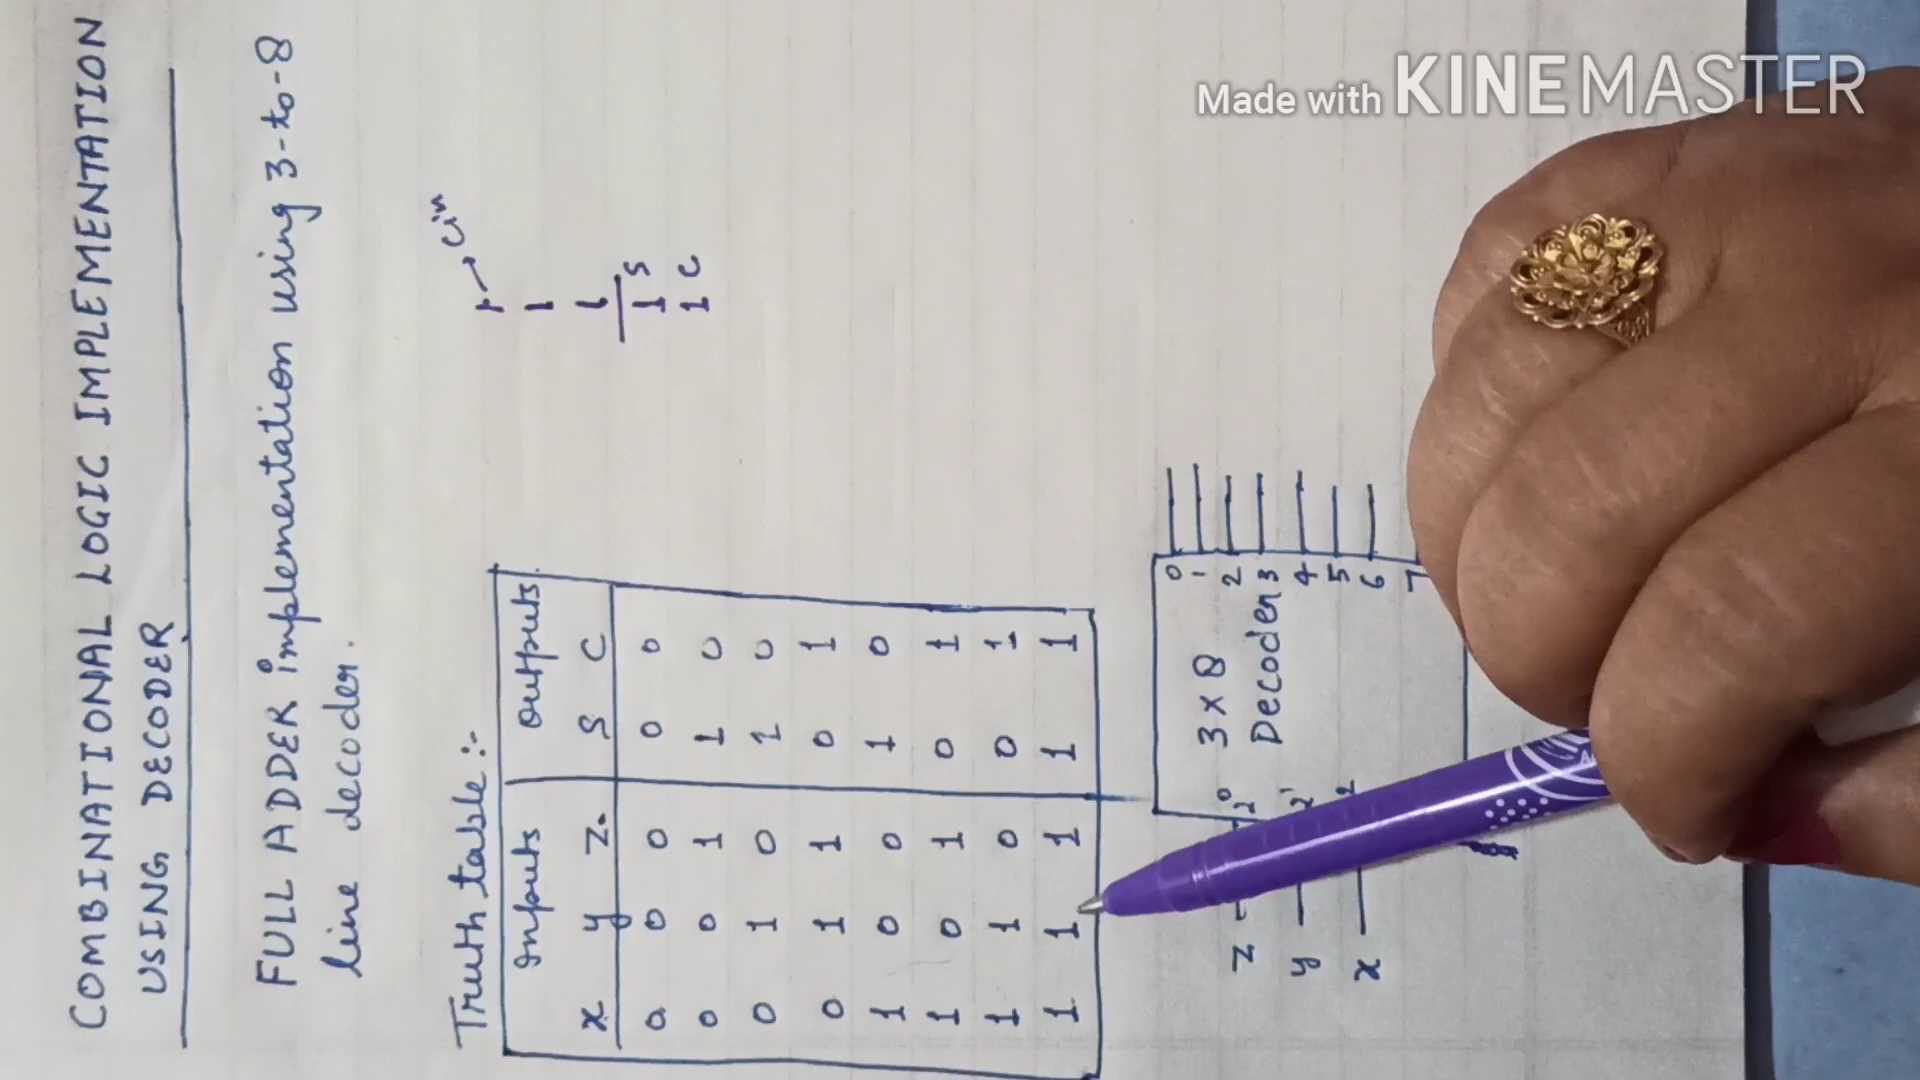 Made with KINEMASTER
COMBINATIONAL LOGIC IMPLEMENTATION
USING DECODER
FULL ADDER implementation using 3-to-8
line decoder.
Truth table :-
Inputs outputs
x y z S C
0 0 0 0 0
0 0 1 1 0
0 1 0 1 0
0 1 1 0 1
1 0 0 1 0
1 0 1 0 1
1 1 0 0 1
1 1 1 1 1
1 → Cin
1
1
1 S
1 C
3 x 8
Decoder
z 2⁰
y 2¹
x 2
0
1
2
3
4
5
6
7